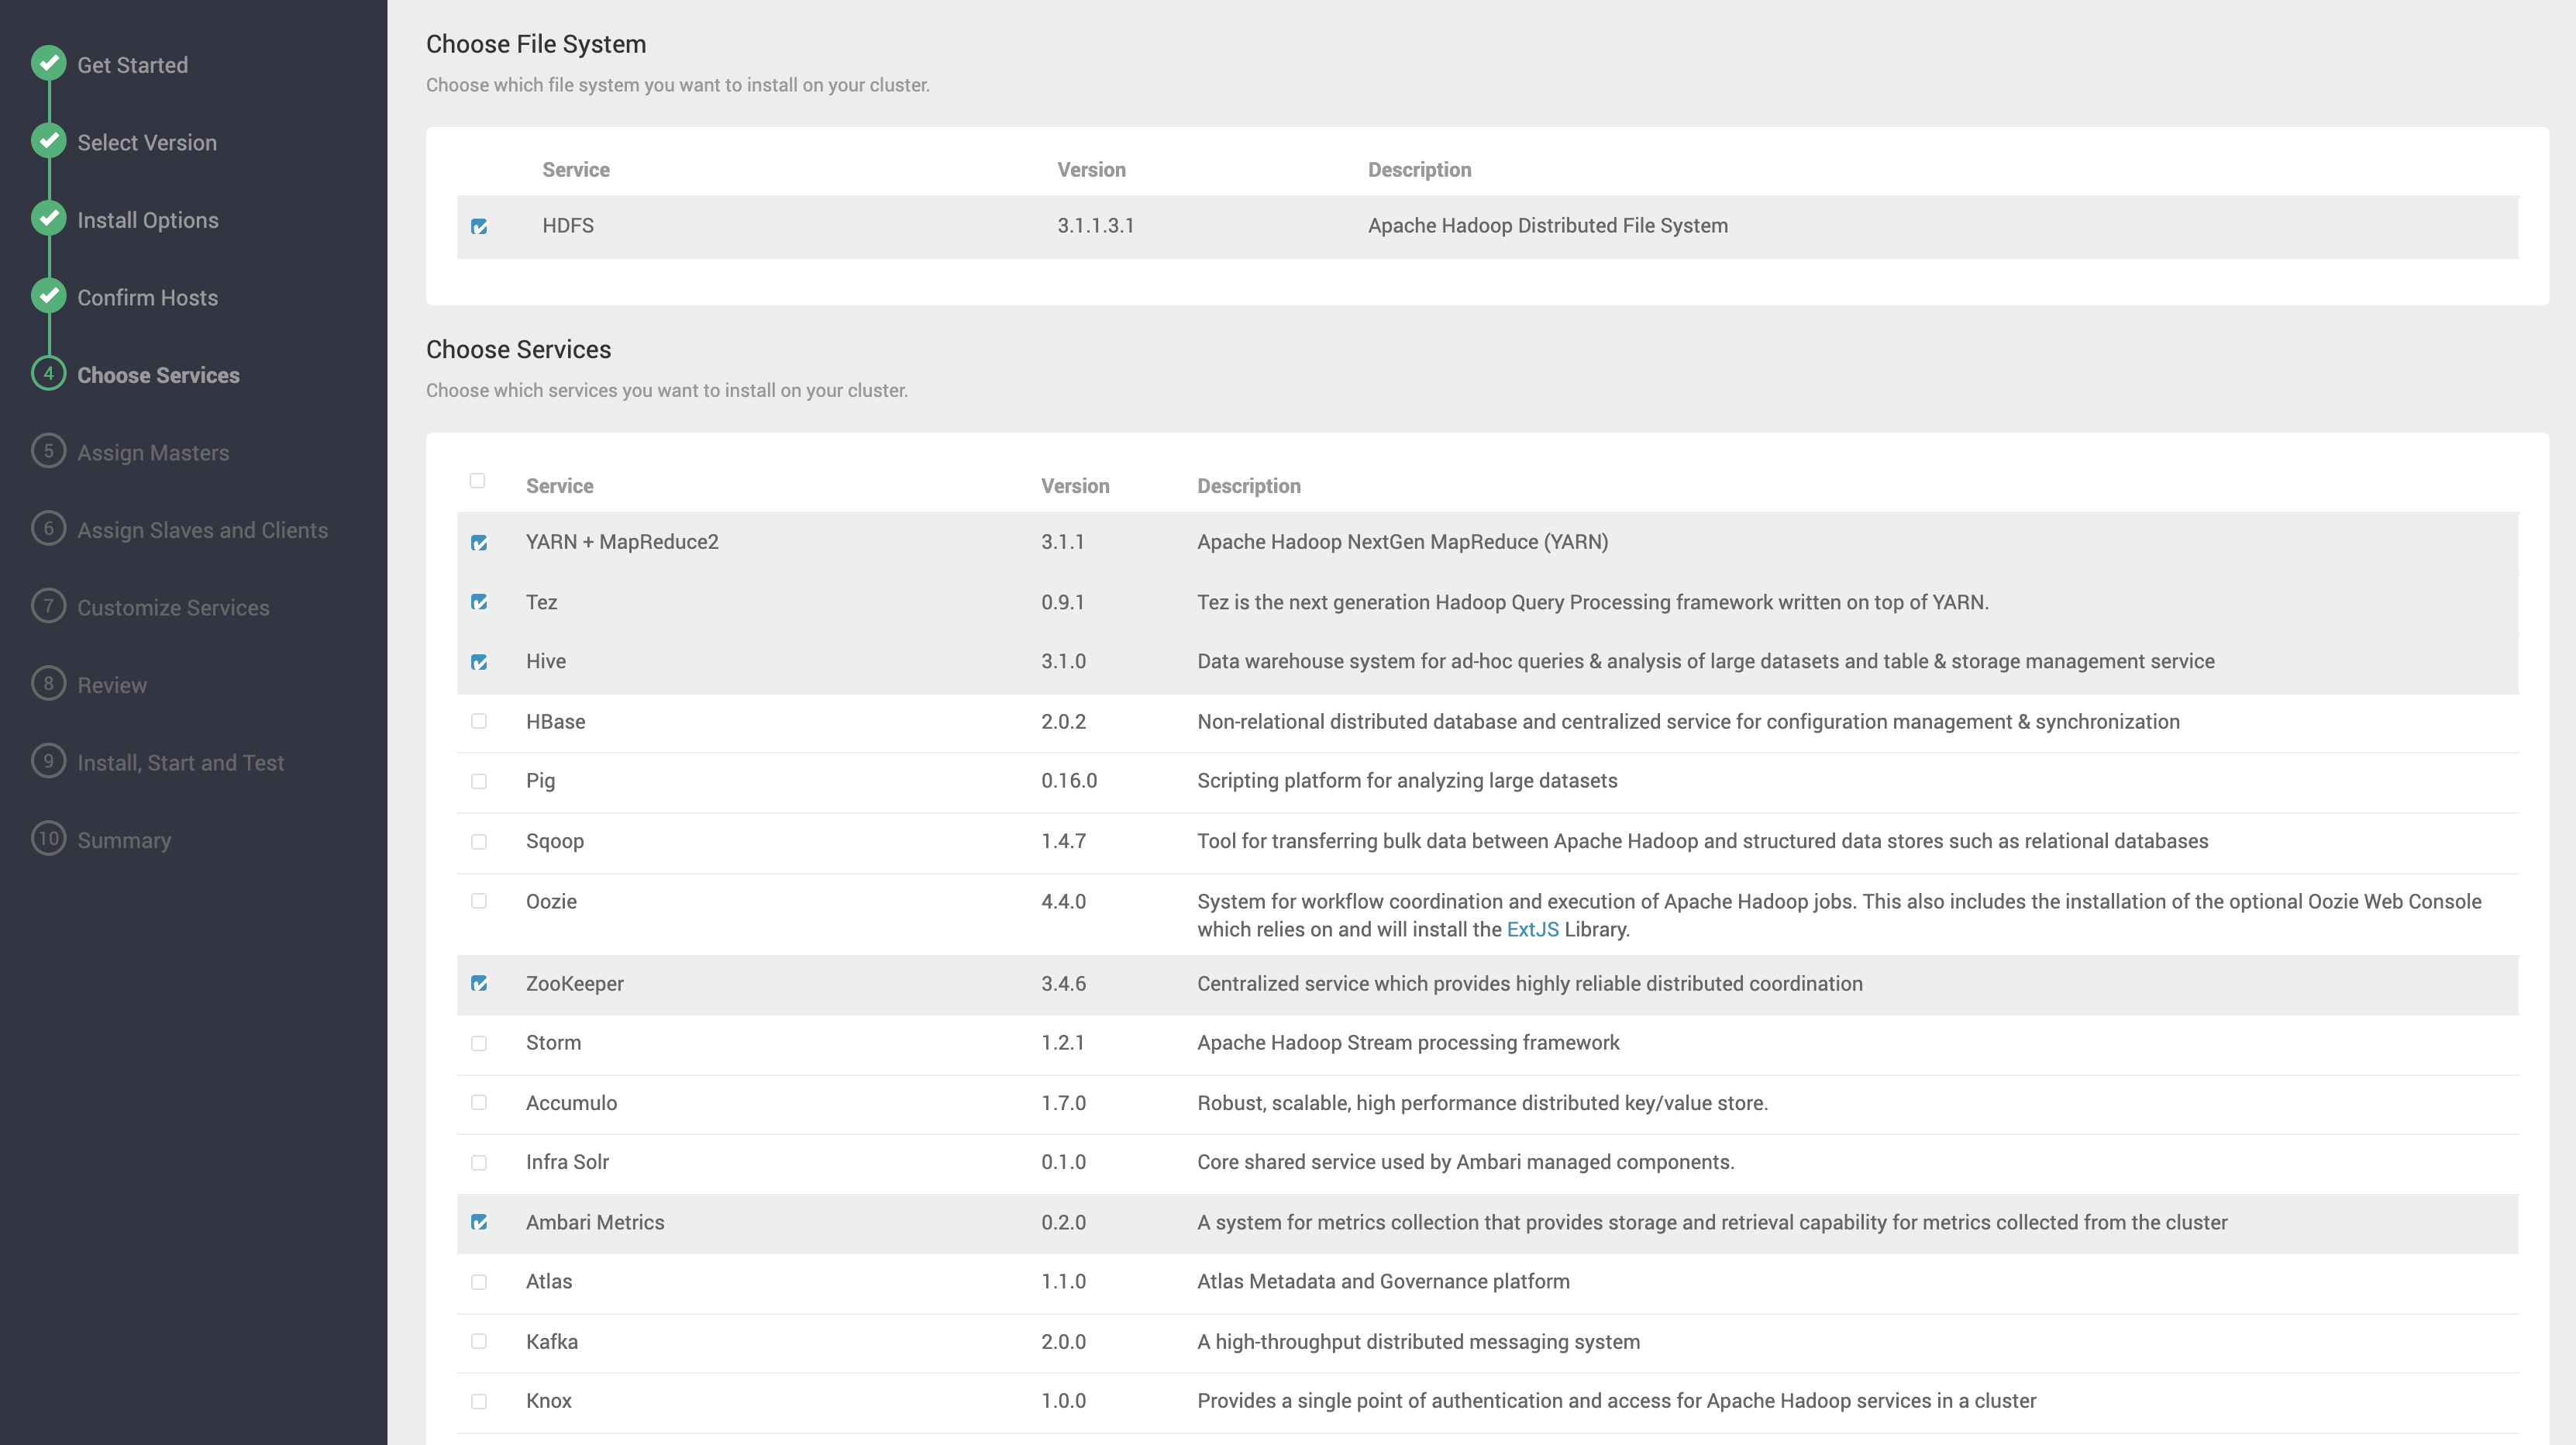 Get Started
Select Version
Install Options
Confirm Hosts
4 Choose Services
5 Assign Masters
6 Assign Slaves and Clients
7 Customize Services
8 Review
9 Install, Start and Test
10 Summary
Choose File System
Choose which file system you want to install on your cluster.
Service Version Description
HDFS 3.1.1.3.1 Apache Hadoop Distributed File System
Choose Services
Choose which services you want to install on your cluster.
Service Version Description
YARN + MapReduce2 3.1.1 Apache Hadoop NextGen MapReduce (YARN)
Tez 0.9.1 Tez is the next generation Hadoop Query Processing framework written on top of YARN.
Hive 3.1.0 Data warehouse system for ad-hoc queries & analysis of large datasets and table & storage management service
HBase 2.0.2 Non-relational distributed database and centralized service for configuration management & synchronization
Pig 0.16.0 Scripting platform for analyzing large datasets
Sqoop 1.4.7 Tool for transferring bulk data between Apache Hadoop and structured data stores such as relational databases
Oozie 4.4.0 System for workflow coordination and execution of Apache Hadoop jobs. This also includes the installation of the optional Oozie Web Console
which relies on and will install the ExtJS Library.
ZooKeeper 3.4.6 Centralized service which provides highly reliable distributed coordination
Storm 1.2.1 Apache Hadoop Stream processing framework
Accumulo 1.7.0 Robust, scalable, high performance distributed key/value store.
Infra Solr 0.1.0 Core shared service used by Ambari managed components.
Ambari Metrics 0.2.0 A system for metrics collection that provides storage and retrieval capability for metrics collected from the cluster
Atlas 1.1.0 Atlas Metadata and Governance platform
Kafka 2.0.0 A high-throughput distributed messaging system
Knox 1.0.0 Provides a single point of authentication and access for Apache Hadoop services in a cluster